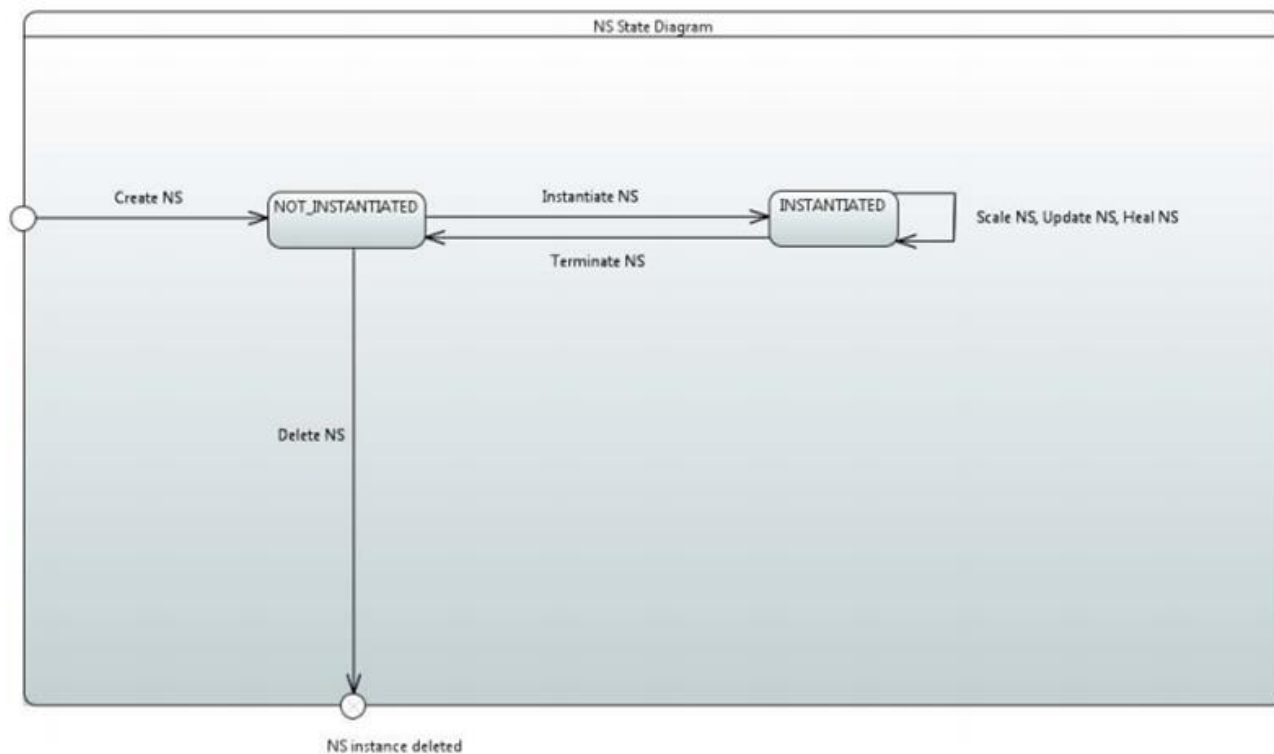 NS State Diagram
Create NS
NOT_INSTANTIATED
Instantiate NS
INSTANTIATED
Scale NS, Update NS, Heal NS
Terminate NS
Delete NS
NS instance deleted